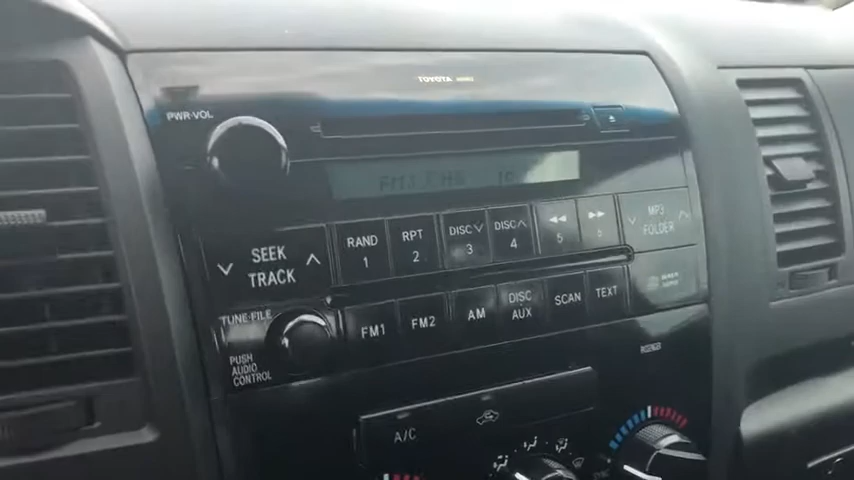 TOYOTA
PWR·VOL
SEEK
TRACK
RAND
1
RPT
2
DISC
3
DISC
4
5
6
MP3
FOLDER
TUNE·FILE
PUSH
AUDIO
CONTROL
FM1
FM2
AM
DISC
AUX
SCAN
TEXT
PASSENGER
A/C